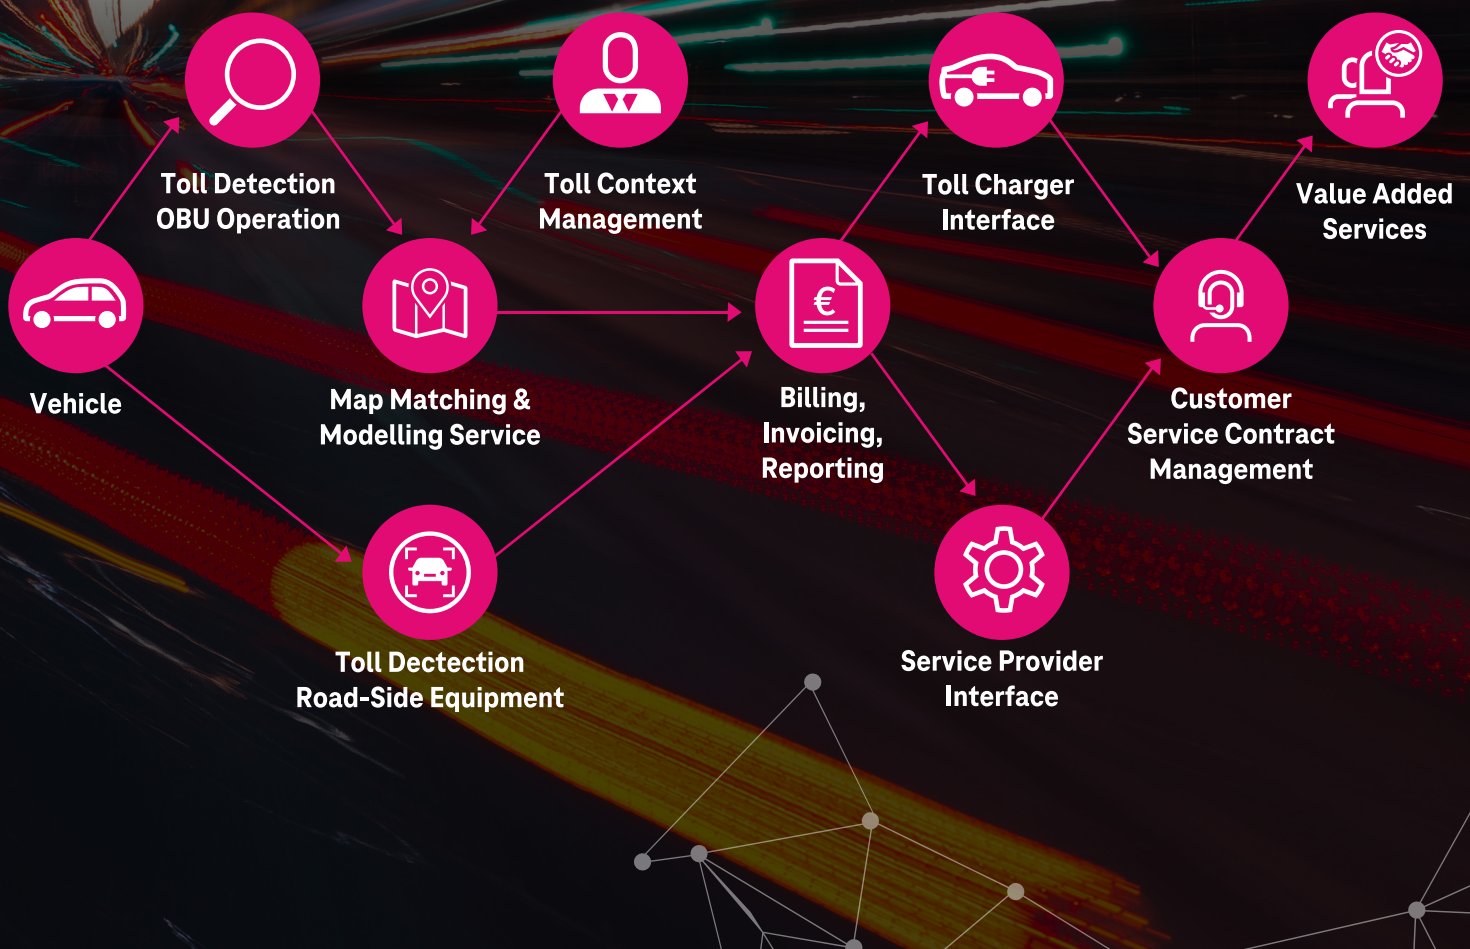 Toll Detection
OBU Operation
Toll Context
Management
Toll Charger
Interface
Value Added
Services
Vehicle
Map Matching &
Modelling Service
€
Billing,
Invoicing,
Reporting
Customer
Service Contract
Management
Toll Dectection
Road-Side Equipment
Service Provider
Interface